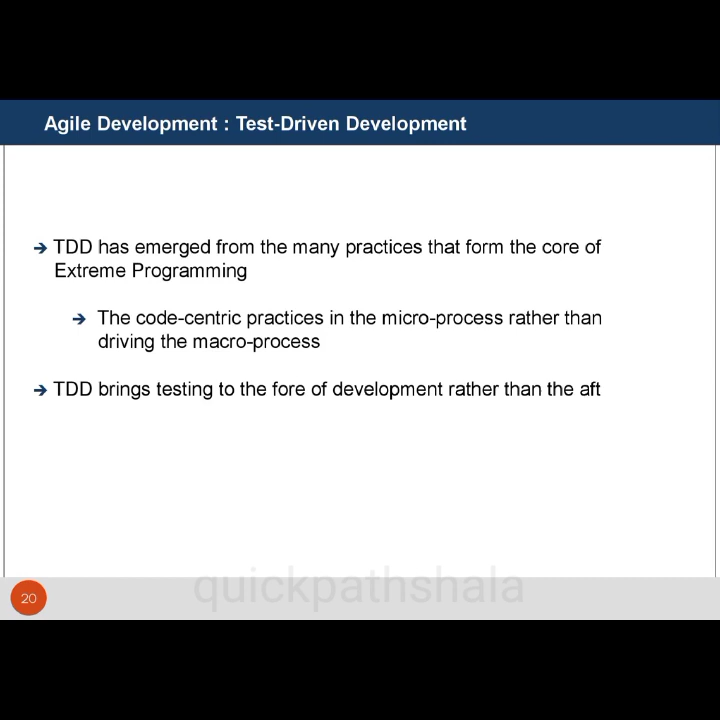 Agile Development : Test-Driven Development
➔ TDD has emerged from the many practices that form the core of
Extreme Programming
➔ The code-centric practices in the micro-process rather than
driving the macro-process
➔ TDD brings testing to the fore of development rather than the aft
quickpathshala
20